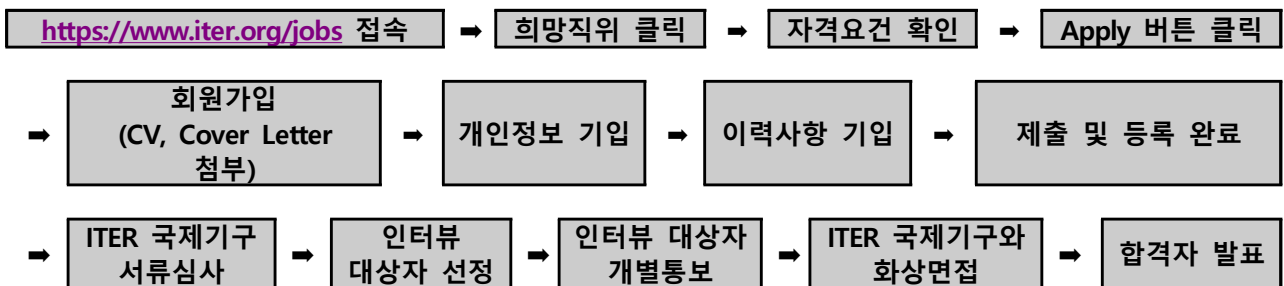 https://www.iter.org/jobs 접속 ➡ 희망직위 클릭 ➡ 자격요건 확인 ➡ Apply 버튼 클릭
➡ 회원가입
(CV, Cover Letter
첨부) ➡ 개인정보 기입 ➡ 이력사항 기입 ➡ 제출 및 등록 완료
➡ ITER 국제기구
서류심사 ➡ 인터뷰
대상자 선정 ➡ 인터뷰 대상자
개별통보 ➡ ITER 국제기구와
화상면접 ➡ 합격자 발표